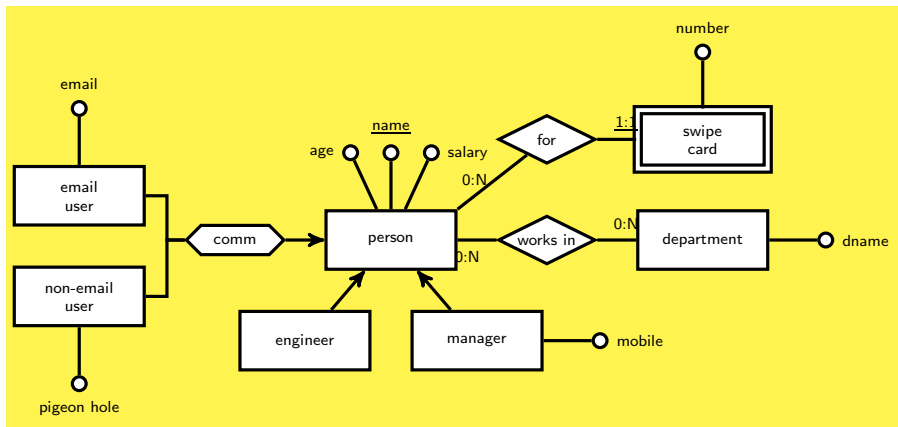 number
email
name
1:1
swipe
card
age
salary
for
email
user
0:N
comm
person
works in
0:N
department
dname
0:N
non-email
user
engineer
manager
mobile
pigeon hole